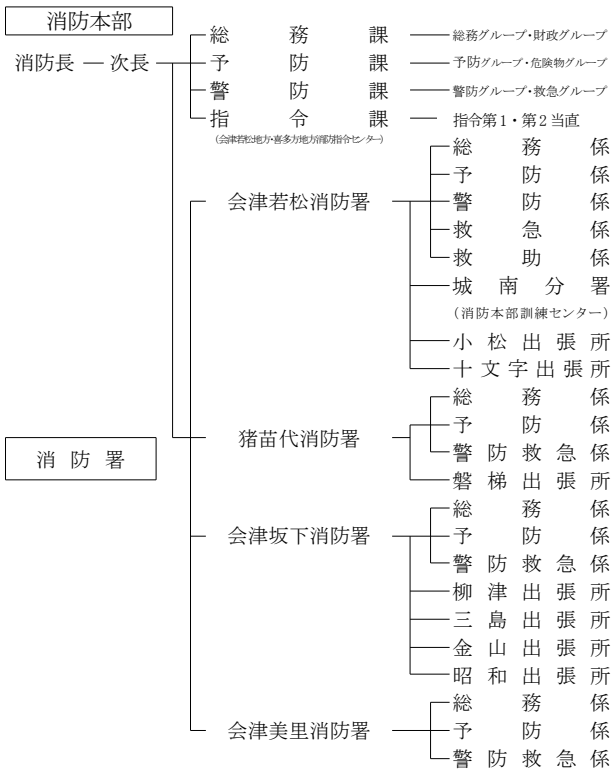 消防本部
総務課 総務グループ・財政グループ
消防長 次長 予防課 予防グループ・危険物グループ
警防課 警防グループ・救急グループ
指令課 指令第1・第2当直
(会津若松地方・喜多方地方消防指令センター)
総務係
予防係
会津若松消防署 警防係
救急係
救助係
城南分署
(消防本部訓練センター)
小松出張所
十文字出張所
総務係
予防係
猪苗代消防署
消防署 警防救急係
磐梯出張所
総務係
会津坂下消防署 予防係
警防救急係
柳津出張所
三島出張所
金山出張所
昭和出張所
総務係
会津美里消防署 予防係
警防救急係